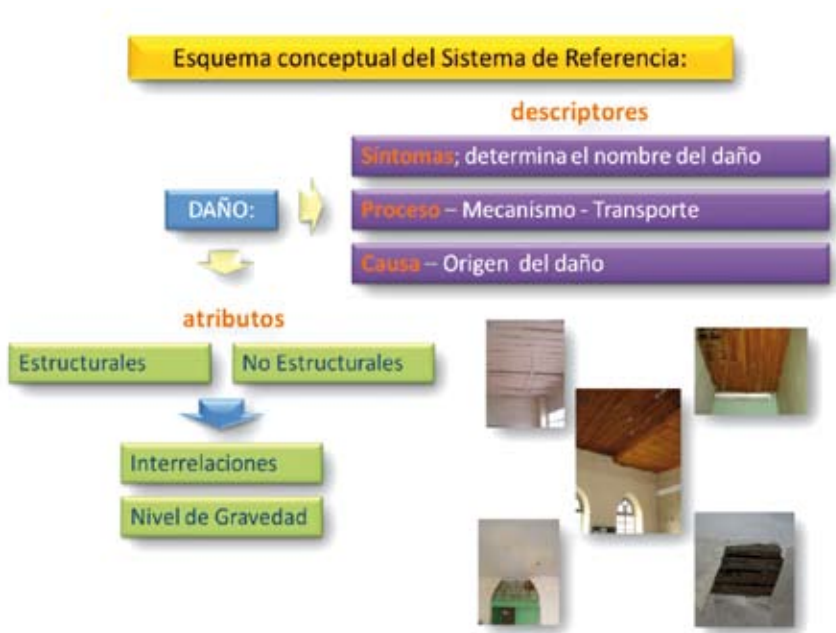 Esquema conceptual del Sistema de Referencia:
descriptores
Síntomas; determina el nombre del daño
DAÑO:
Proceso – Mecanismo - Transporte
Causa – Origen del daño
atributos
Estructurales
No Estructurales
Interrelaciones
Nivel de Gravedad